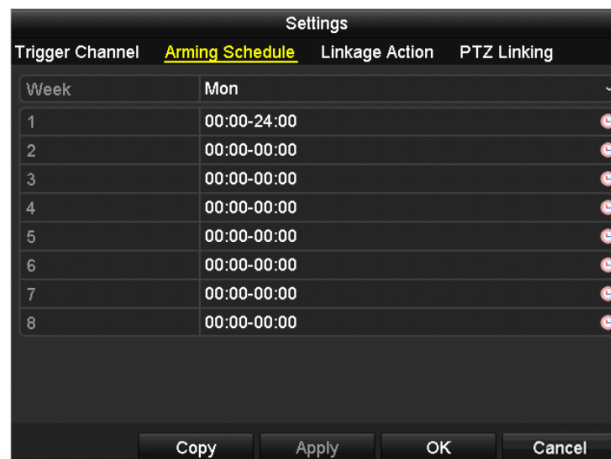 Settings
Trigger Channel Arming Schedule Linkage Action PTZ Linking
Week Mon
1 00:00-24:00
2 00:00-00:00
3 00:00-00:00
4 00:00-00:00
5 00:00-00:00
6 00:00-00:00
7 00:00-00:00
8 00:00-00:00
Copy Apply OK Cancel